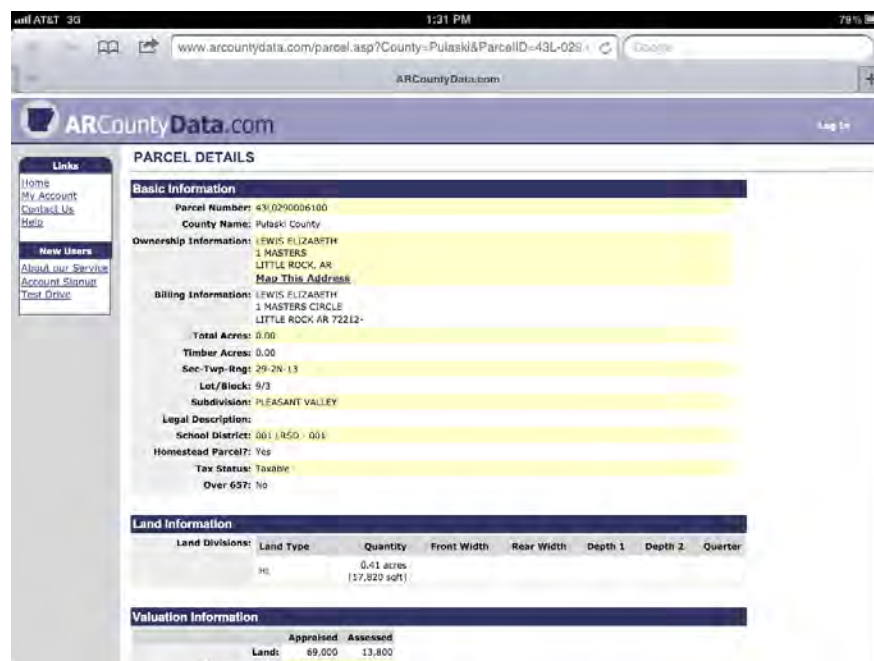 AT&T 3G 1:31 PM 79%
www.arcountydata.com/parcel.asp?County=Pulaski&ParcelID=43L-029 Google
ARCountyData.com
ARCountyData.com Log In
Links
Home
My Account
Contact Us
Help
New Users
About our Service
Account Signup
Test Drive
PARCEL DETAILS
Basic Information
Parcel Number: 43L0290006100
County Name: Pulaski County
Ownership Information: LEWIS ELIZABETH
1 MASTERS
LITTLE ROCK, AR
Map This Address
Billing Information: LEWIS ELIZABETH
1 MASTERS CIRCLE
LITTLE ROCK AR 72212-
Total Acres: 0.00
Timber Acres: 0.00
Sec-Twp-Rng: 29-2N-13
Lot/Block: 9/3
Subdivision: PLEASANT VALLEY
Legal Description:
School District: 001 LRSD - 001
Homestead Parcel?: Yes
Tax Status: Taxable
Over 65?: No
Land Information
Land Divisions: Land Type Quantity Front Width Rear Width Depth 1 Depth 2 Quarter
0.41 acres
(17,820 sqft)
Valuation Information
Appraised Assessed
Land: 69,000 13,800